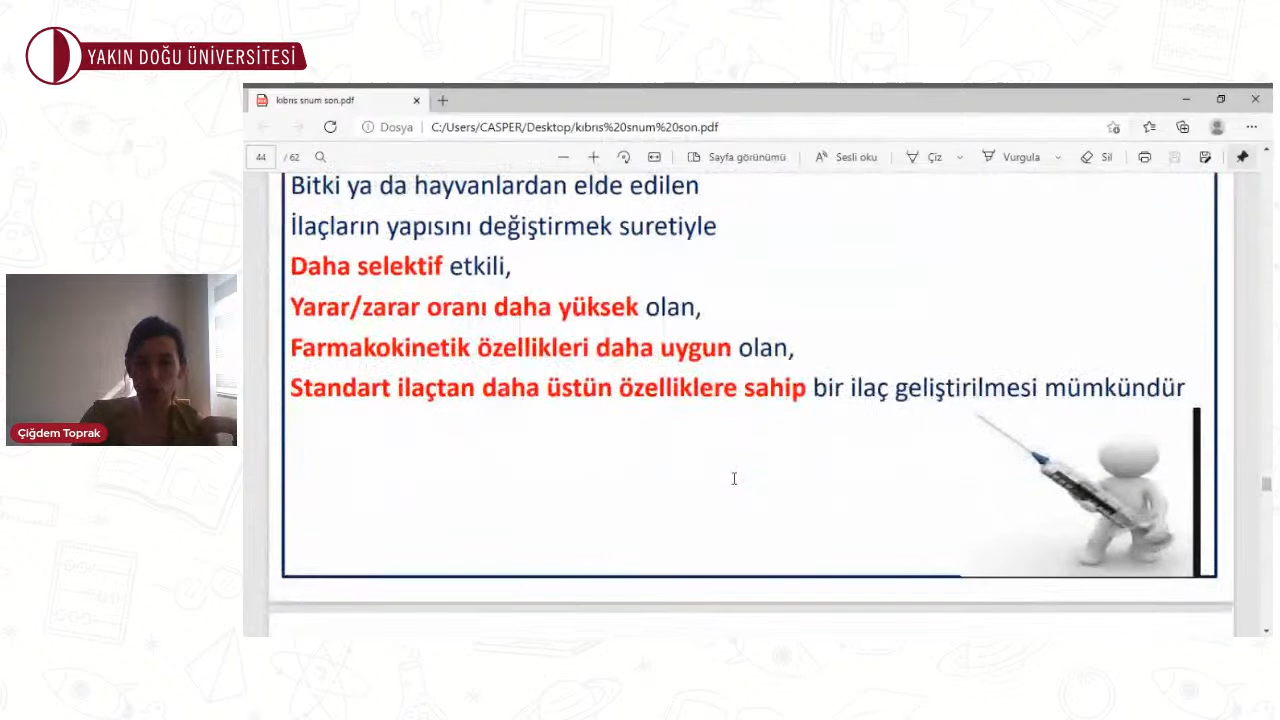 YAKIN DOĞU ÜNİVERSİTESİ
kıbrıs snum son.pdf
Dosya
C:/Users/CASPER/Desktop/kıbrıs%20snum%20son.pdf
44 / 62
Sayfa görünümü
Sesli oku
Çiz
Vurgula
Sil
Bitki ya da hayvanlardan elde edilen
İlaçların yapısını değiştirmek suretiyle
Daha selektif etkili,
Yarar/zarar oranı daha yüksek olan,
Farmakokinetik özellikleri daha uygun olan,
Standart ilaçtan daha üstün özelliklere sahip bir ilaç geliştirilmesi mümkündür
Çiğdem Toprak